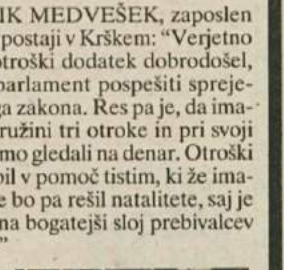 IK MEDVEŠEK, zaposlen
postaji v Krškem: “Verjetno
otroški dodatek dobrodošel,
parlament pospešiti spreje-
ga zakona. Res pa je, da ima-
ružini tri otroke in pri svoji
mo gledali na denar. Otroški
bil v pomoč tistim, ki že ima-
e bo pa rešil natalitete, saj je
na bogatejši sloj prebivalcev
”